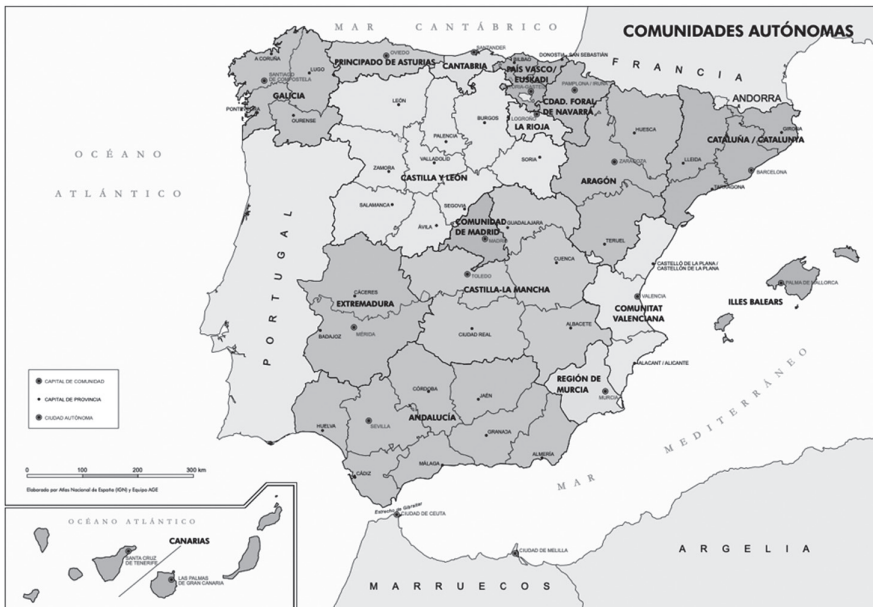 COMUNIDADES AUTÓNOMAS
MAR CANTÁBRICO
FRANCIA
ANDORRA
OCÉANO
ATLÁNTICO
PORTUGAL
A CORUÑA
LUGO
SANTIAGO
DE COMPOSTELA
GALICIA
PONTEVEDRA
OURENSE
OVIEDO
PRINCIPADO DE ASTURIAS
SANTANDER
CANTABRIA
BILBAO
DONOSTIA - SAN SEBASTIÁN
PAÍS VASCO/
EUSKADI
PAMPLONA / IRUÑA
CDAD. FORAL
DE NAVARRA
LOGROÑO
LA RIOJA
LEÓN
BURGOS
PALENCIA
VALLADOLID
ZAMORA
CASTILLA Y LEÓN
SORIA
SALAMANCA
SEGOVIA
ÁVILA
HUESCA
ZARAGOZA
ARAGÓN
TERUEL
GIRONA
CATALUÑA / CATALUNYA
LLEIDA
BARCELONA
TARRAGONA
COMUNIDAD
DE MADRID
MADRID
GUADALAJARA
CUENCA
TOLEDO
CASTILLA-LA MANCHA
CIUDAD REAL
ALBACETE
CÁCERES
EXTREMADURA
BADAJOZ
MÉRIDA
CASTELLÓ DE LA PLANA /
CASTELLÓN DE LA PLANA
VALENCIA
COMUNITAT
VALENCIANA
ALACANT / ALICANTE
PALMA DE MALLORCA
ILLES BALEARS
REGIÓN DE
MURCIA
MURCIA
CÓRDOBA
JAÉN
ANDALUCÍA
HUELVA
SEVILLA
GRANADA
ALMERÍA
MÁLAGA
CÁDIZ
MAR MEDITERRÁNEO
Estrecho de Gibraltar
CIUDAD DE CEUTA
CIUDAD DE MELILLA
MARRUECOS
ARGELIA
CAPITAL DE COMUNIDAD
CAPITAL DE PROVINCIA
CIUDAD AUTÓNOMA
0 100 200 300 km
Elaborado por Atlas Nacional de España (IGN) y Equipo AGE
OCÉANO ATLÁNTICO
CANARIAS
SANTA CRUZ
DE TENERIFE
LAS PALMAS
DE GRAN CANARIA